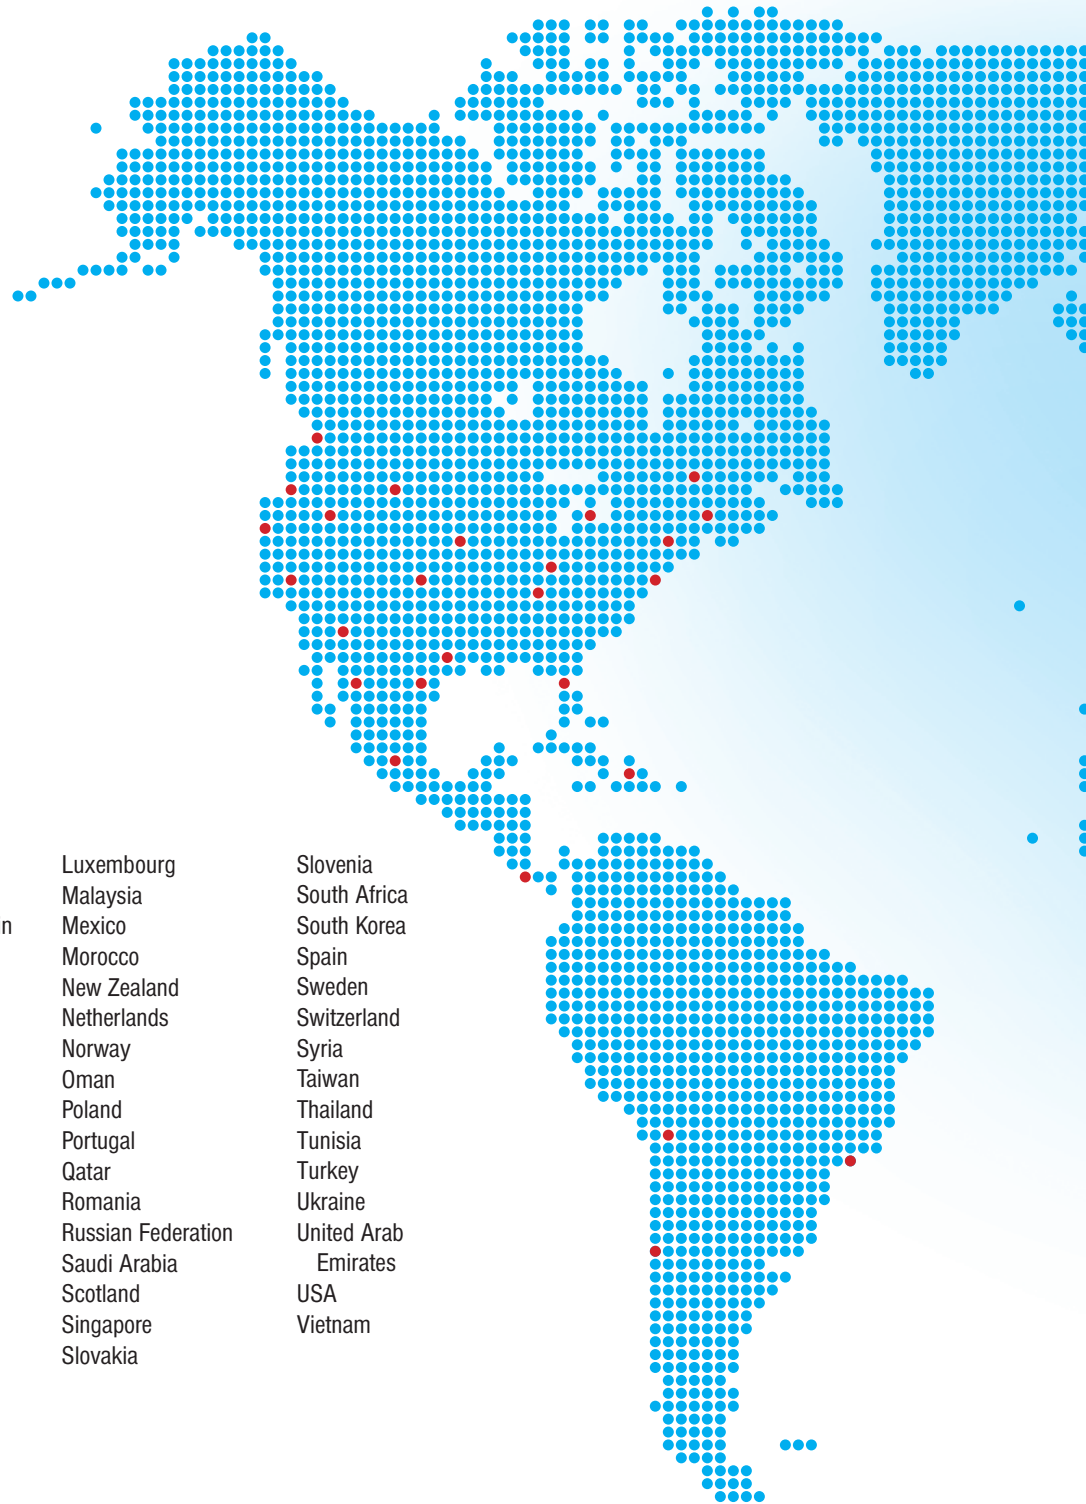 Luxembourg
Malaysia
Mexico
Morocco
New Zealand
Netherlands
Norway
Oman
Poland
Portugal
Qatar
Romania
Russian Federation
Saudi Arabia
Scotland
Singapore
Slovakia
Slovenia
South Africa
South Korea
Spain
Sweden
Switzerland
Syria
Taiwan
Thailand
Tunisia
Turkey
Ukraine
United Arab
Emirates
USA
Vietnam